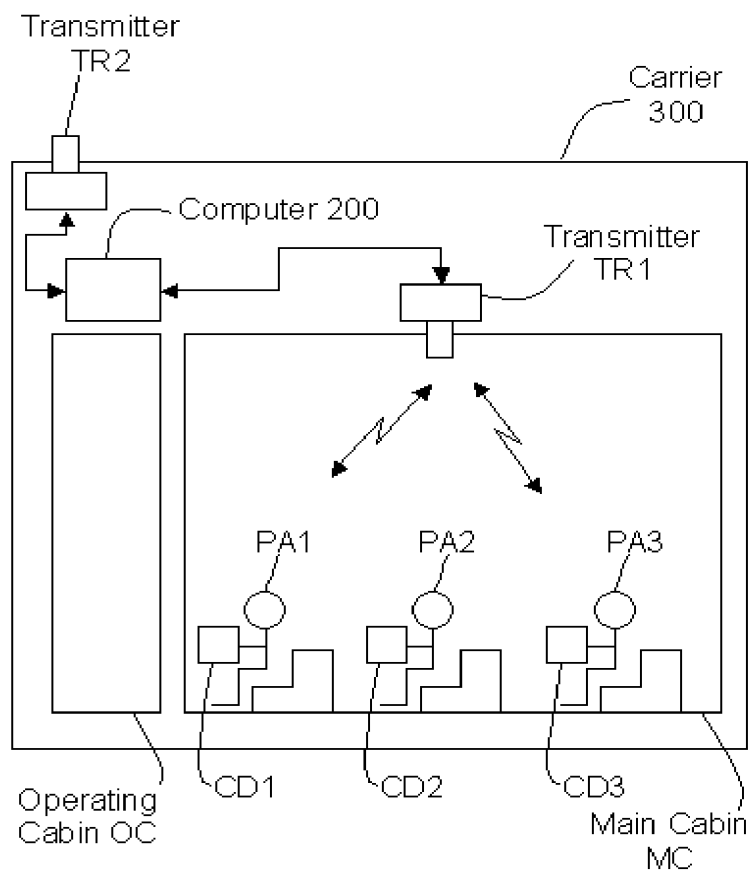 Transmitter
TR2
Carrier
300
Computer 200
Transmitter
TR1
PA1
PA2
PA3
CD1
CD2
CD3
Operating
Cabin OC
Main Cabin
MC